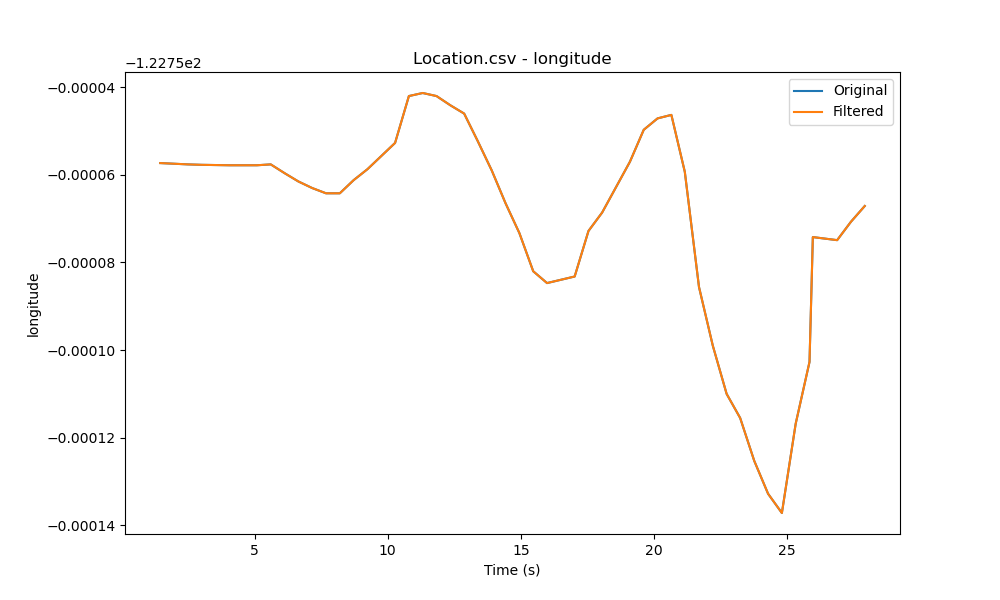 Location.csv - longitude
−1.2275e2
Original
Filtered
−0.00004
−0.00006
−0.00008
−0.00010
−0.00012
−0.00014
longitude
5
10
15
20
25
Time (s)